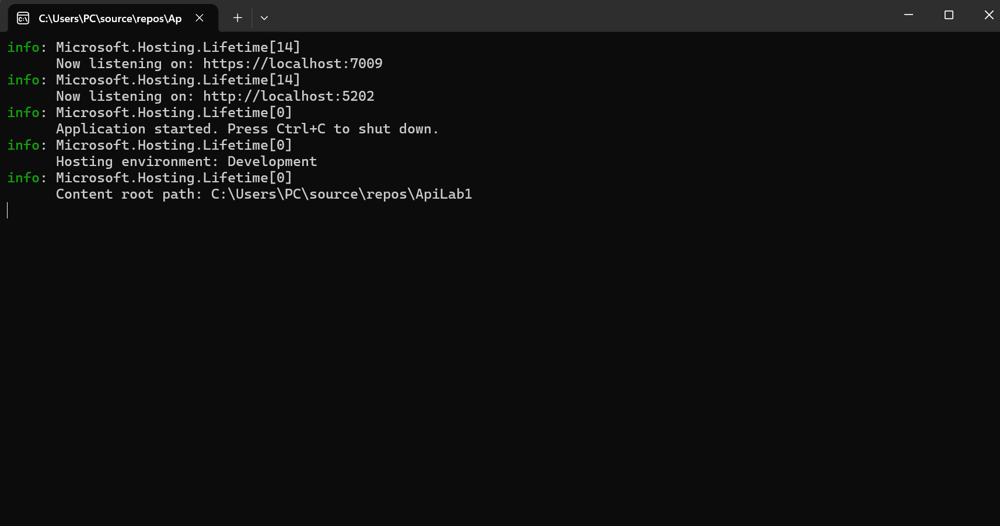 C:\Users\PC\source\repos\Ap
info: Microsoft.Hosting.Lifetime[14]
Now listening on: https://localhost:7009
info: Microsoft.Hosting.Lifetime[14]
Now listening on: http://localhost:5202
info: Microsoft.Hosting.Lifetime[0]
Application started. Press Ctrl+C to shut down.
info: Microsoft.Hosting.Lifetime[0]
Hosting environment: Development
info: Microsoft.Hosting.Lifetime[0]
Content root path: C:\Users\PC\source\repos\ApiLab1